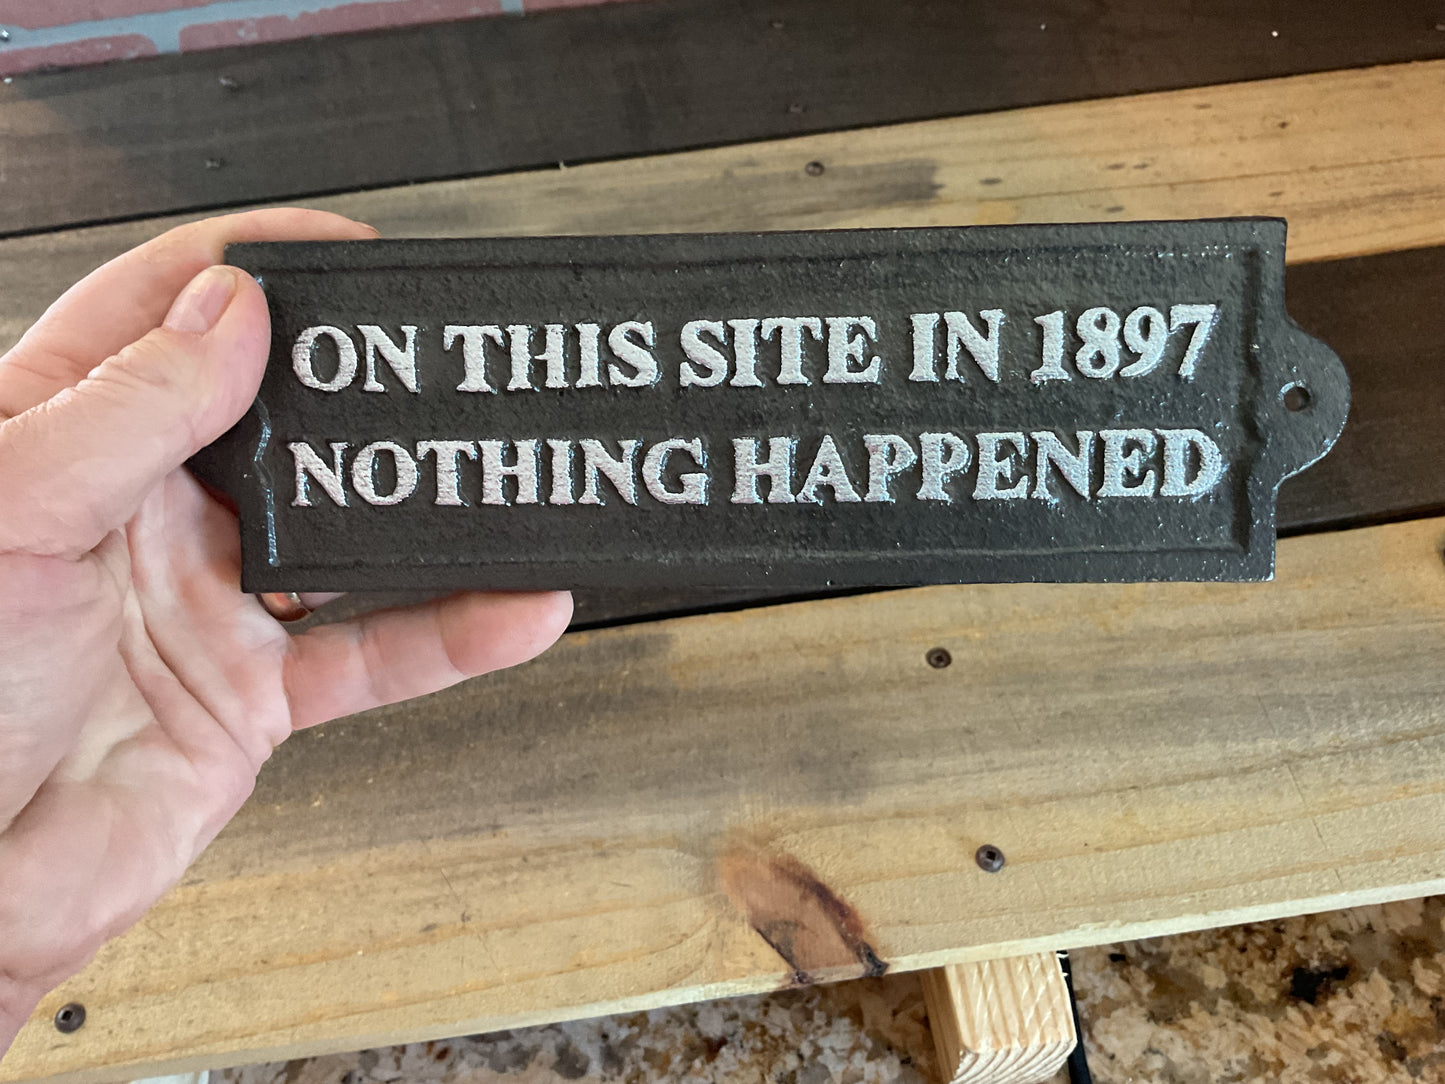 ON THIS SITE IN 1897
NOTHING HAPPENED